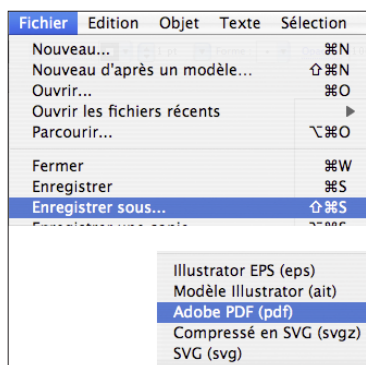 Fichier Edition Objet Texte Sélection
Nouveau... ⌘N
Nouveau d'après un modèle... ⇧⌘N
Ouvrir... ⌘O
Ouvrir les fichiers récents ▶
Parcourir... ⌥⌘O
Fermer ⌘W
Enregistrer ⌘S
Enregistrer sous... ⇧⌘S
Illustrator EPS (eps)
Modèle Illustrator (ait)
Adobe PDF (pdf)
Compressé en SVG (svgz)
SVG (svg)